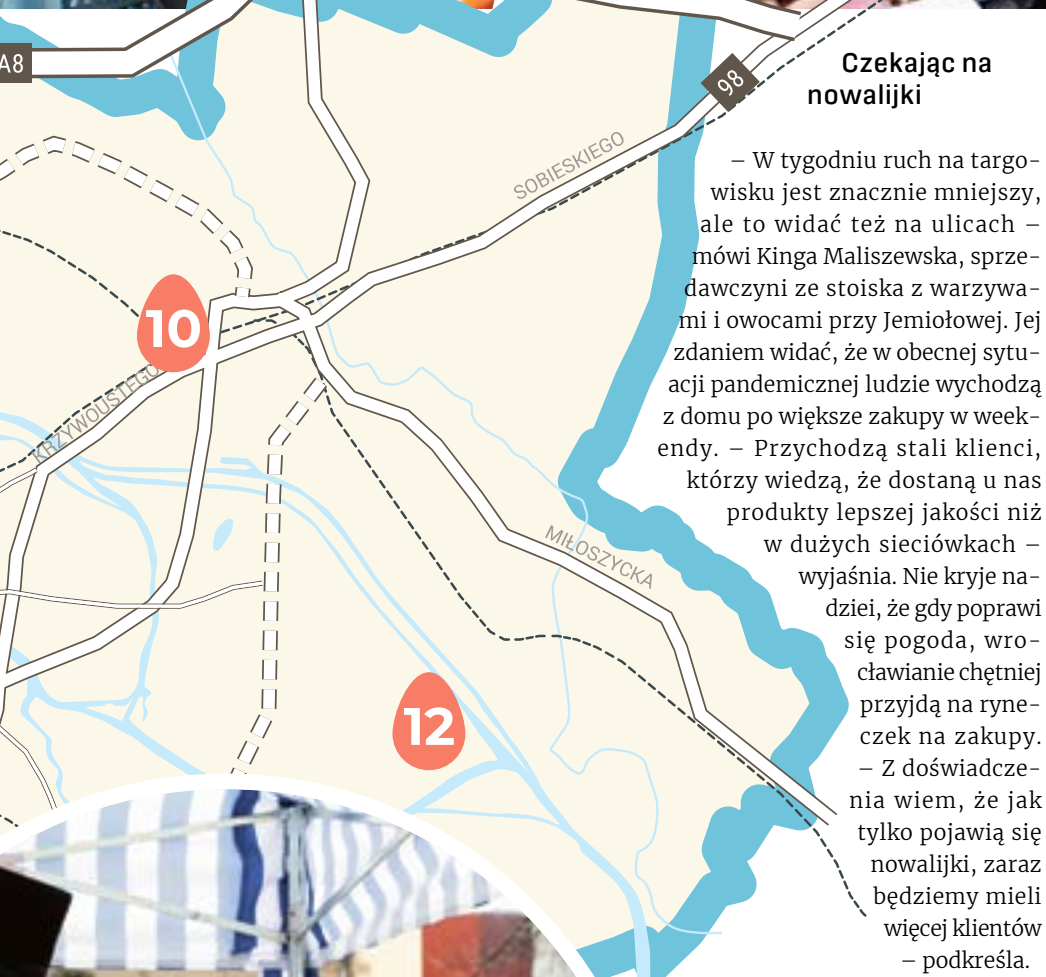 A8
98
SOBIESKIEGO
10
KRZYWOUSTEGO
MIŁOSZYCKA
12
Czekając na
nowalijki
– W tygodniu ruch na targo-
wisku jest znacznie mniejszy,
ale to widać też na ulicach –
mówi Kinga Maliszewska, sprze-
dawczyni ze stoiska z warzywa-
mi i owocami przy Jemiołowej. Jej
zdaniem widać, że w obecnej sytu-
acji pandemicznej ludzie wychodzą
z domu po większe zakupy w week-
endy. – Przychodzą stali klienci,
którzy wiedzą, że dostaną u nas
produkty lepszej jakości niż
w dużych sieciówkach –
wyjaśnia. Nie kryje na-
dziei, że gdy poprawi
się pogoda, wro-
cławianie chętniej
przyjdą na ryne-
czek na zakupy.
– Z doświadcze-
nia wiem, że jak
tylko pojawią się
nowalijki, zaraz
będziemy mieli
więcej klientów
– podkreśla.